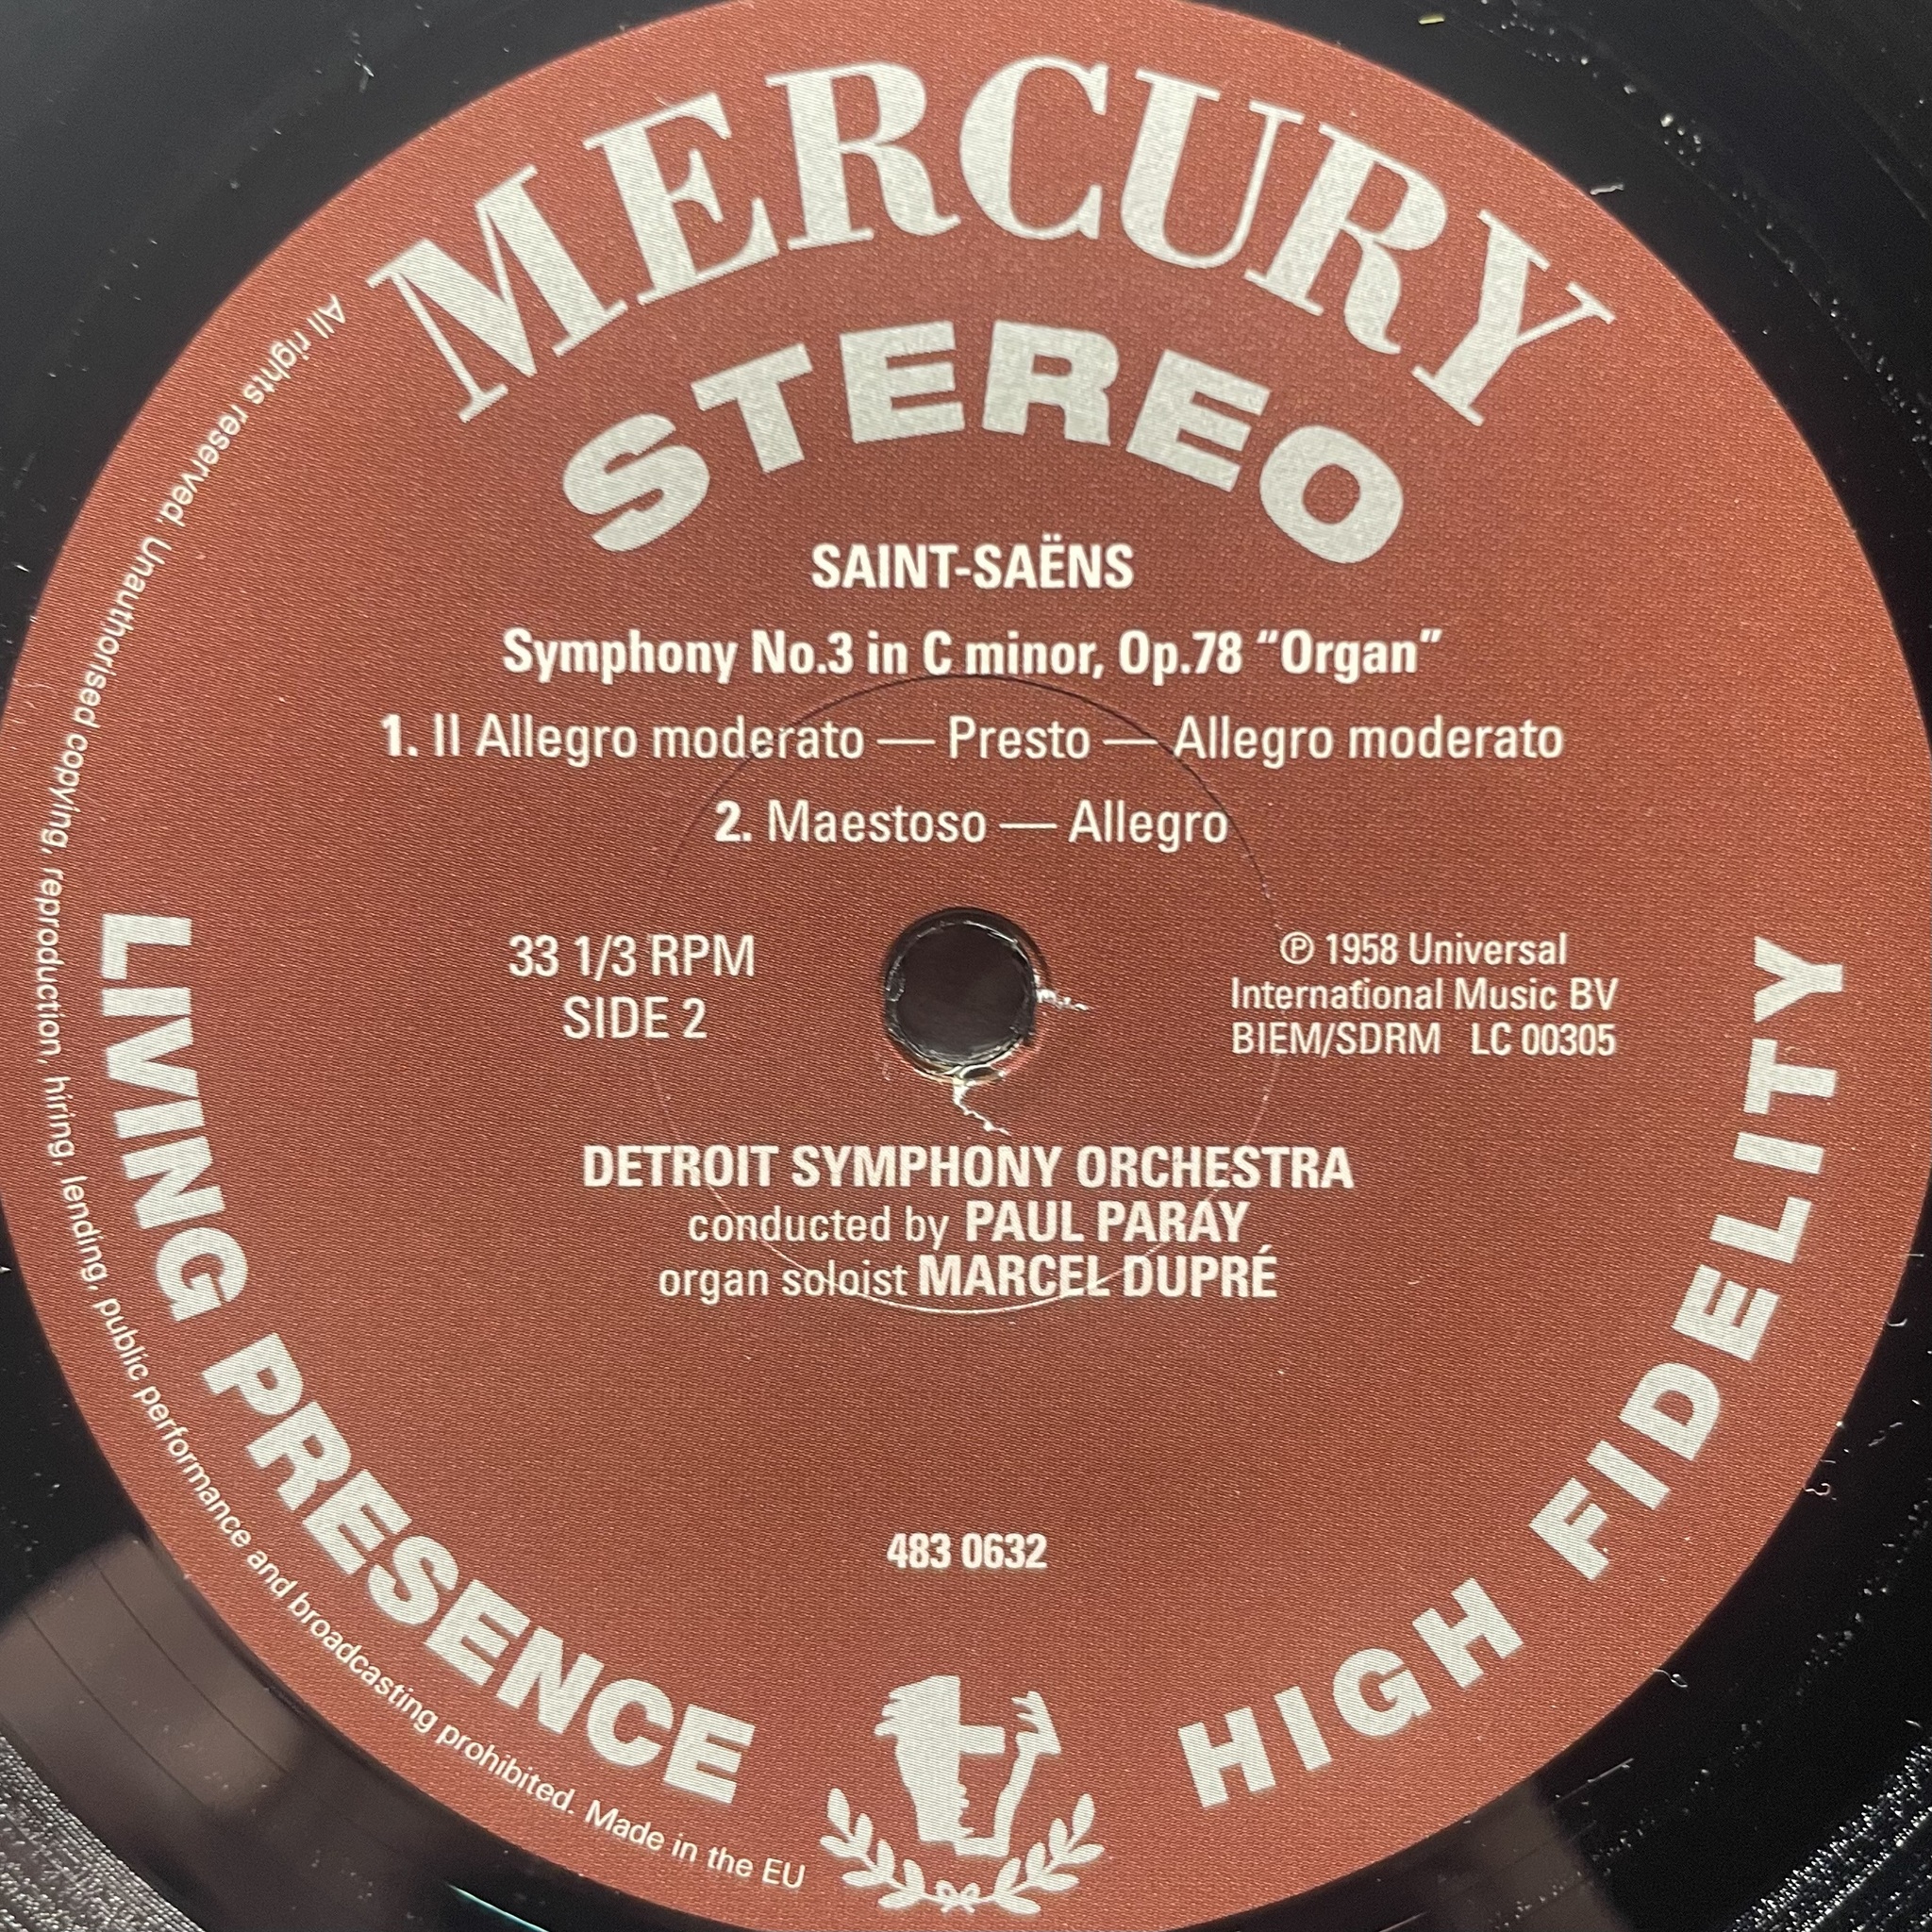 MERCURY
STEREO
SAINT-SAËNS
Symphony No.3 in C minor, Op.78 “Organ”
1. II Allegro moderato — Presto — Allegro moderato
2. Maestoso — Allegro
33 1/3 RPM
SIDE 2
℗ 1958 Universal
International Music BV
BIEM/SDRM LC 00305
DETROIT SYMPHONY ORCHESTRA
conducted by PAUL PARAY
organ soloist MARCEL DUPRÉ
483 0632
LIVING PRESENCE
HIGH FIDELITY
All rights reserved. Unauthorised copying, reproduction, hiring, lending, public performance and broadcasting prohibited. Made in the EU